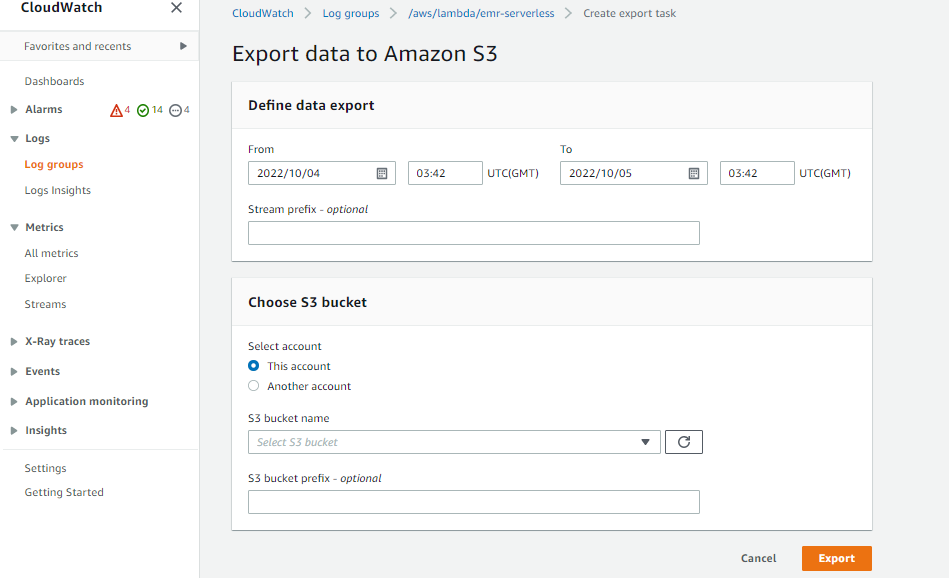 CloudWatch
Favorites and recents
Dashboards
Alarms 4 14 4
Logs
Log groups
Logs Insights
Metrics
All metrics
Explorer
Streams
X-Ray traces
Events
Application monitoring
Insights
Settings
Getting Started
CloudWatch Log groups /aws/lambda/emr-serverless Create export task
Export data to Amazon S3
Define data export
From To
2022/10/04 03:42 UTC(GMT) 2022/10/05 03:42 UTC(GMT)
Stream prefix - optional
Choose S3 bucket
Select account
This account
Another account
S3 bucket name
Select S3 bucket
S3 bucket prefix - optional
Cancel Export